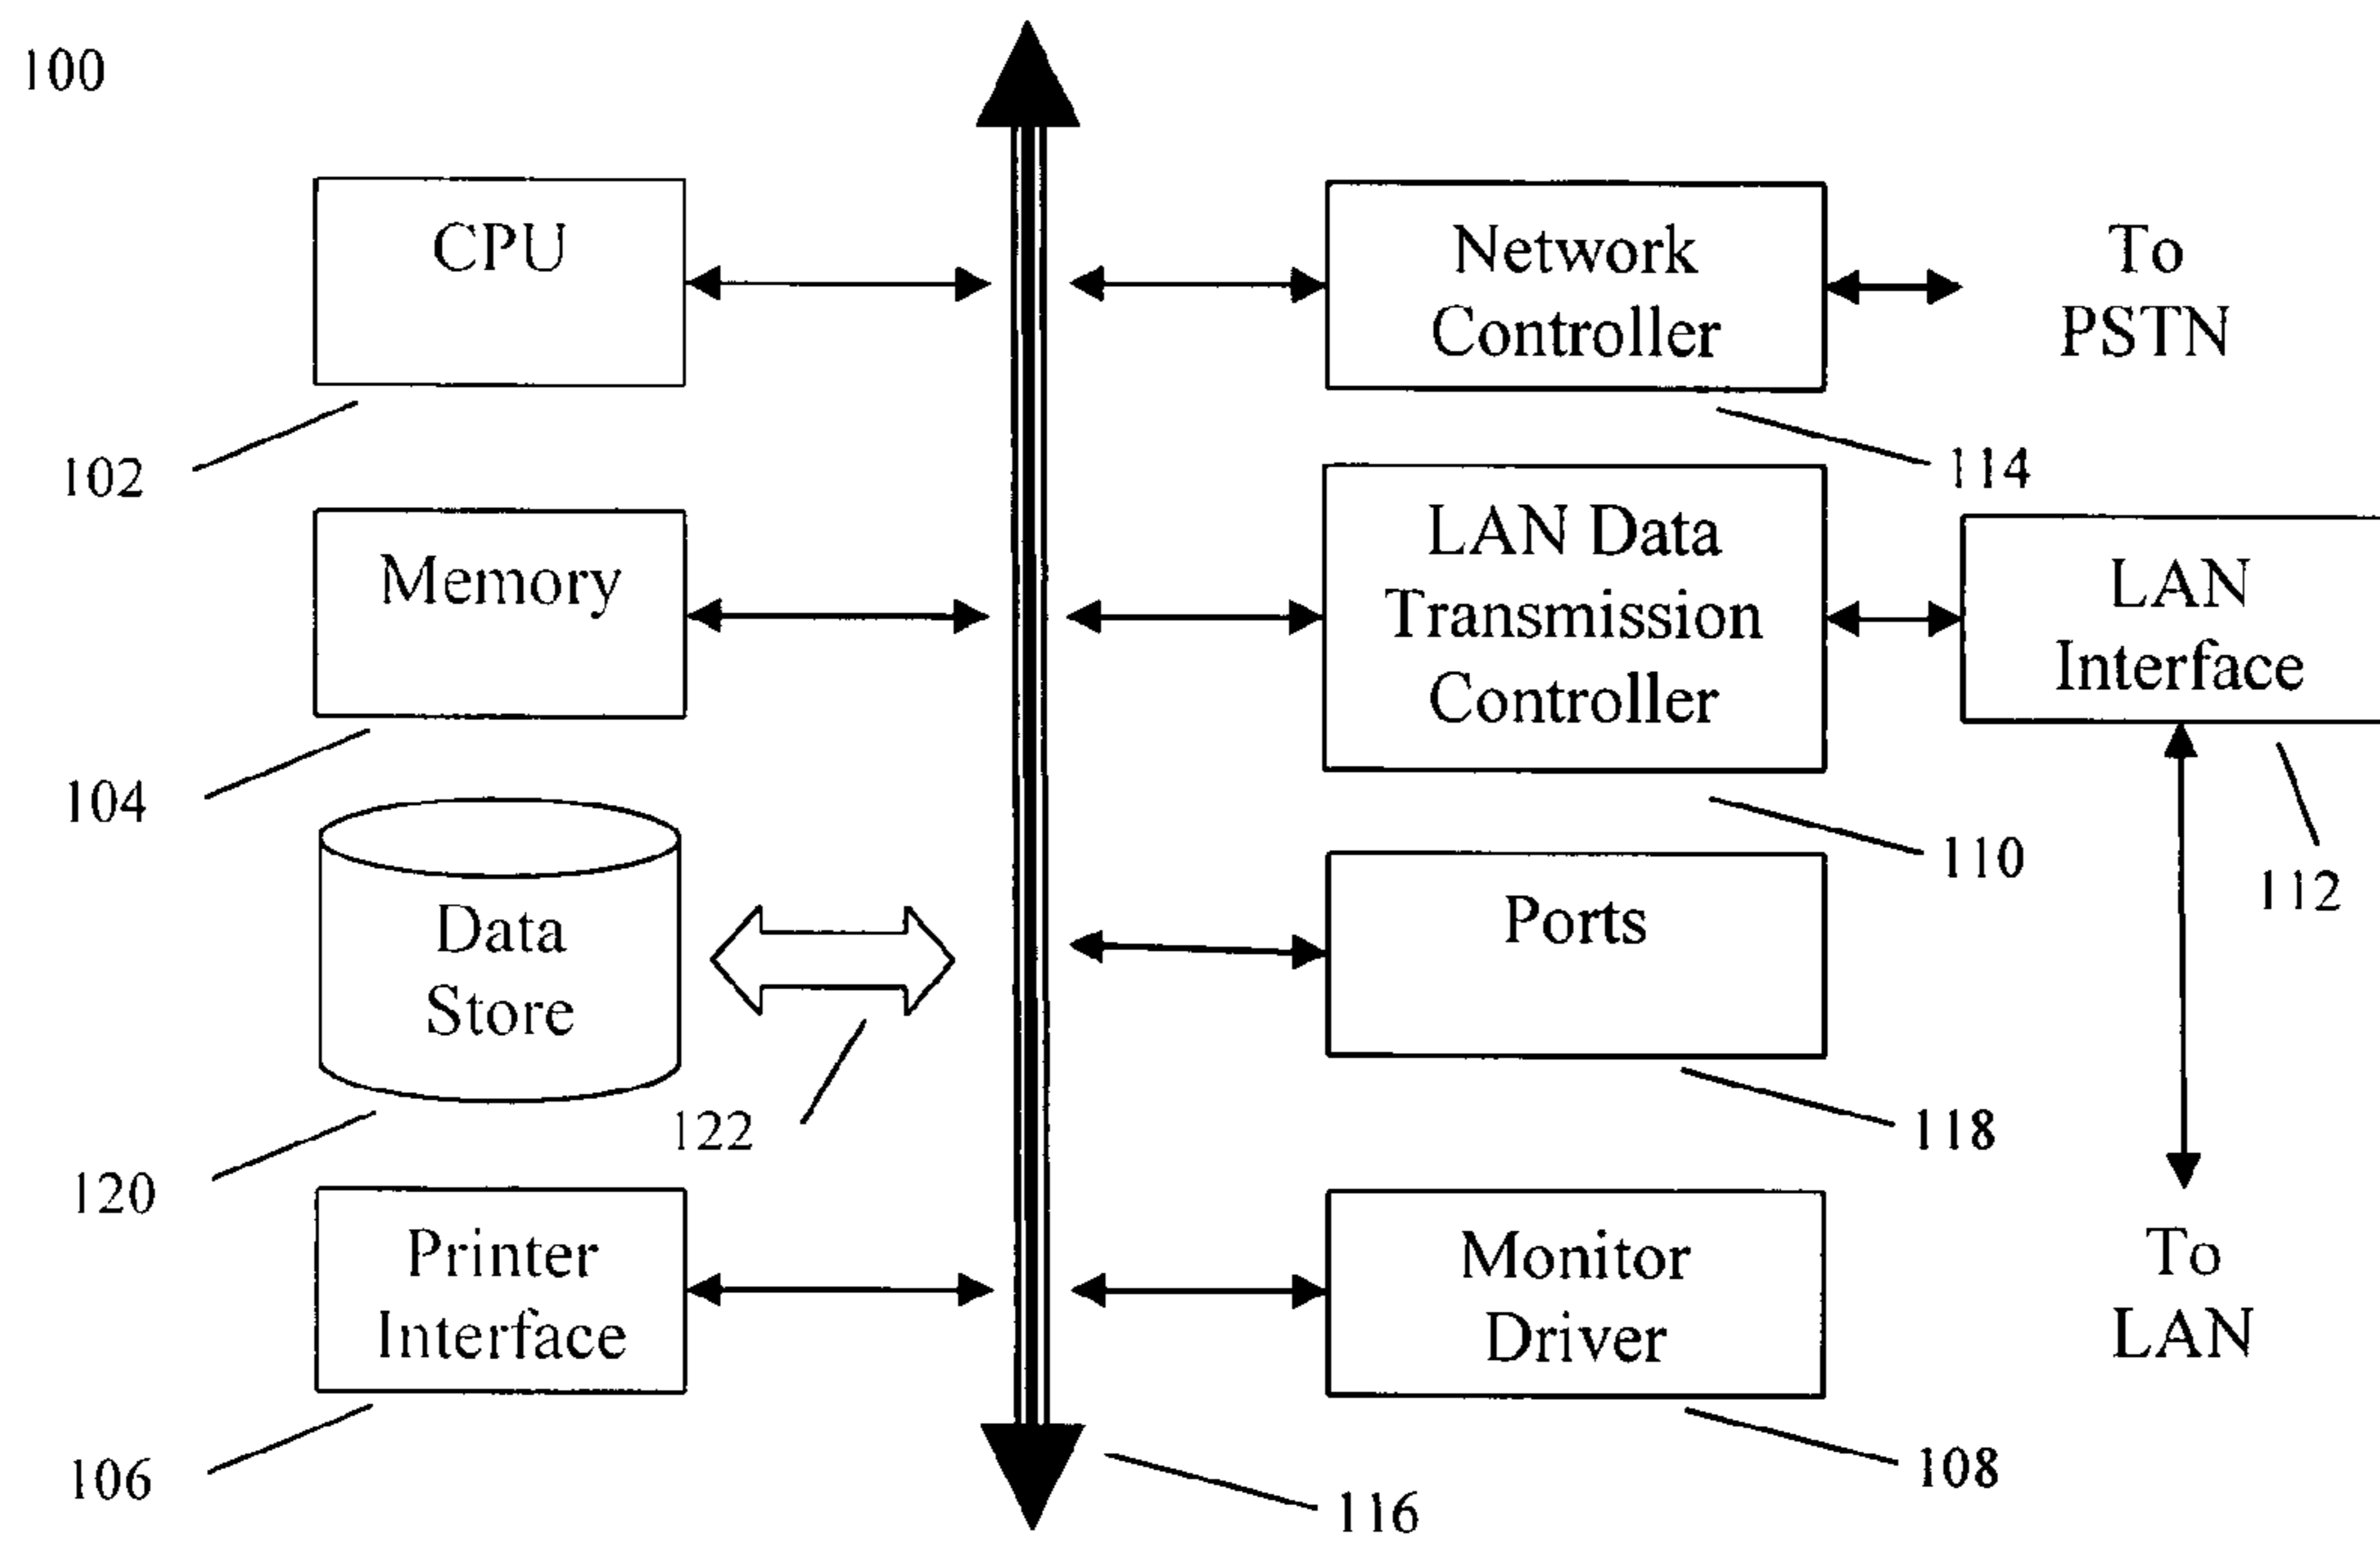 100
CPU
102
Memory
104
Data
Store
120
122
Printer
Interface
106
116
Network
Controller
114
To
PSTN
LAN Data
Transmission
Controller
110
LAN
Interface
112
Ports
118
Monitor
Driver
108
To
LAN